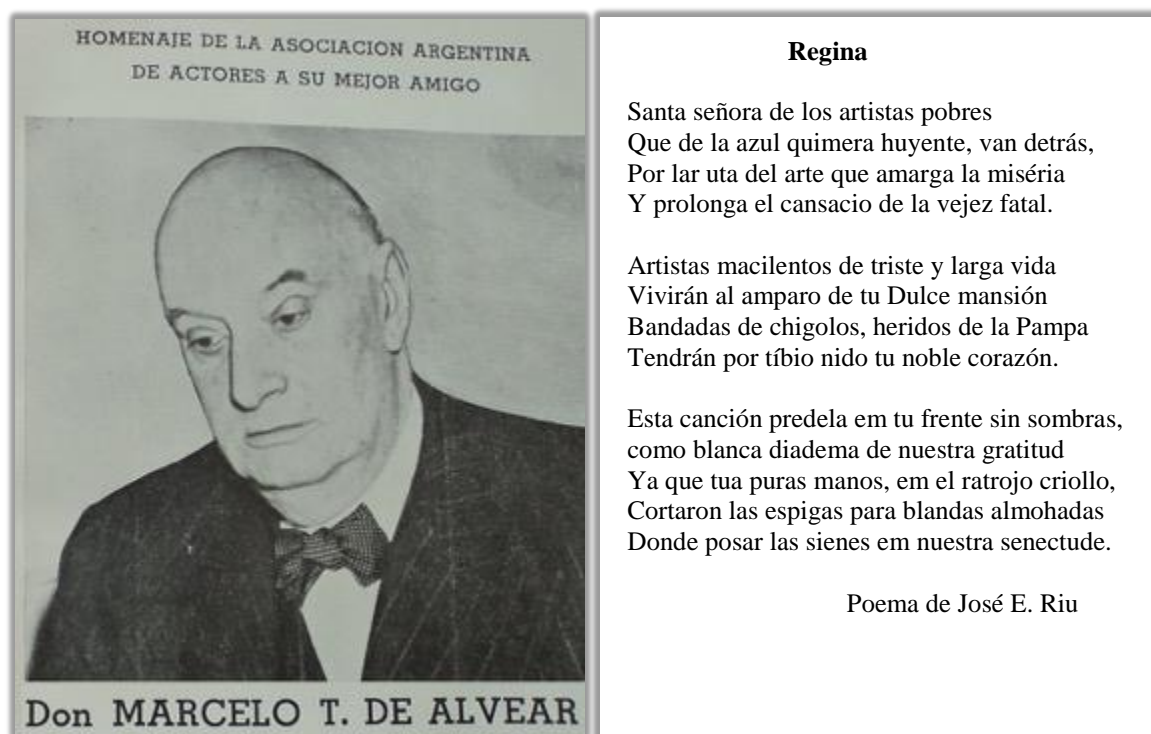 HOMENAJE DE LA ASOCIACION ARGENTINA
DE ACTORES A SU MEJOR AMIGO
Don MARCELO T. DE ALVEAR
Regina
Santa señora de los artistas pobres
Que de la azul quimera huyente, van detrás,
Por lar uta del arte que amarga la miséria
Y prolonga el cansacio de la vejez fatal.
Artistas macilentos de triste y larga vida
Vivirán al amparo de tu Dulce mansión
Bandadas de chigolos, heridos de la Pampa
Tendrán por tíbio nido tu noble corazón.
Esta canción predela em tu frente sin sombras,
como blanca diadema de nuestra gratitud
Ya que tua puras manos, em el ratrojo criollo,
Cortaron las espigas para blandas almohadas
Donde posar las sienes em nuestra senectude.
Poema de José E. Riu